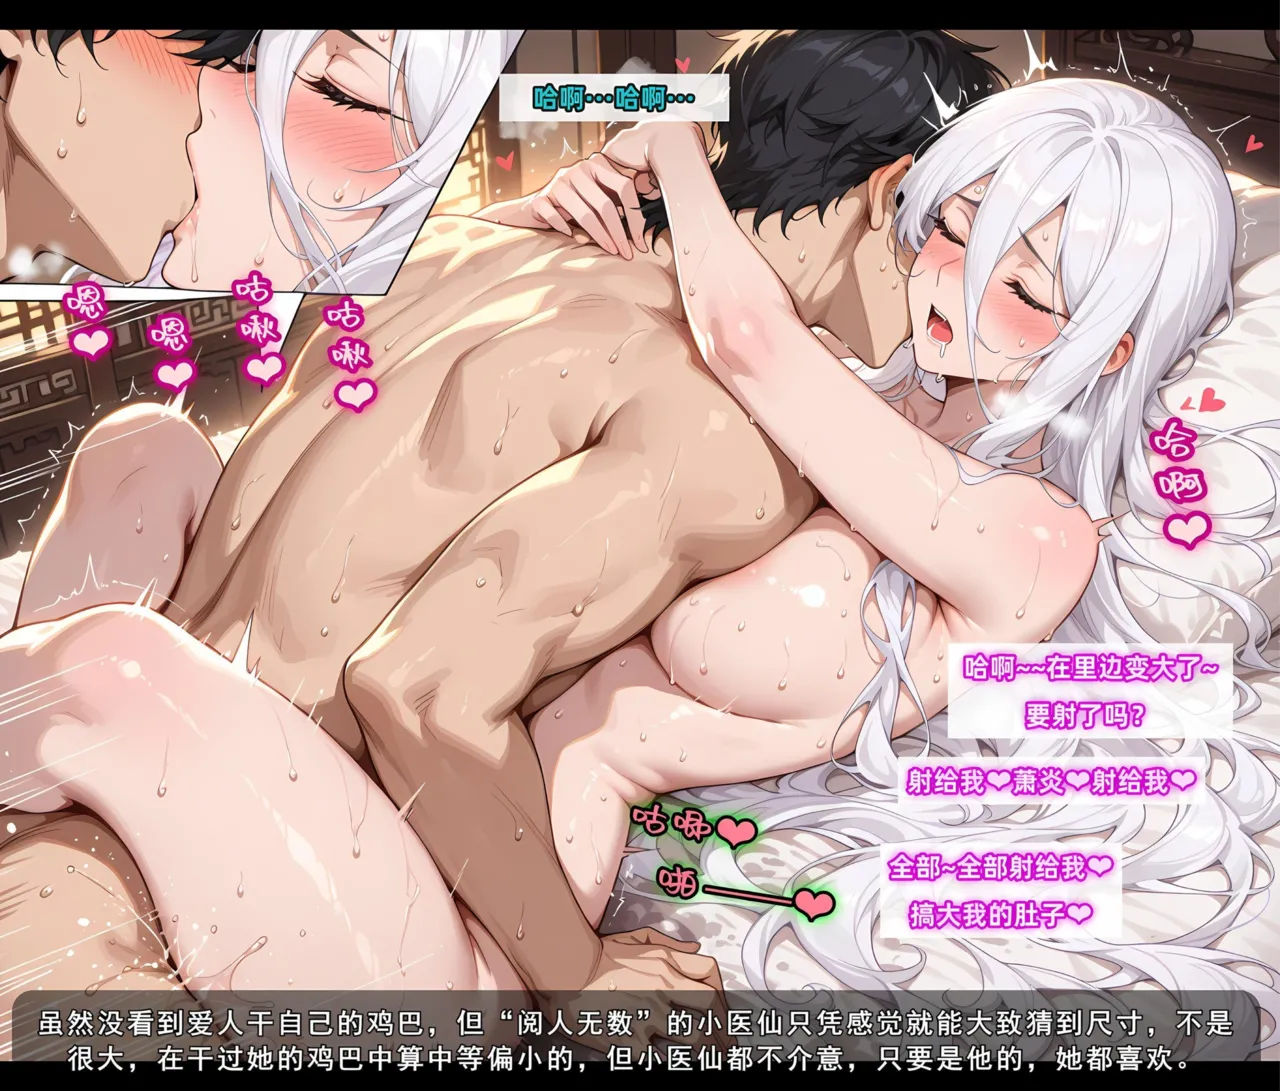 哈啊…哈啊…
嗯❤
嗯❤
咕啾❤
咕啾❤
哈啊❤
哈啊~~在里边变大了~
要射了吗？
射给我❤萧炎❤射给我❤
咕唧❤
啪——❤
全部~全部射给我❤
搞大我的肚子❤
虽然没看到爱人干自己的鸡巴，但“阅人无数”的小医仙只凭感觉就能大致猜到尺寸，不是
很大，在干过她的鸡巴中算中等偏小的，但小医仙都不介意，只要是他的，她都喜欢。